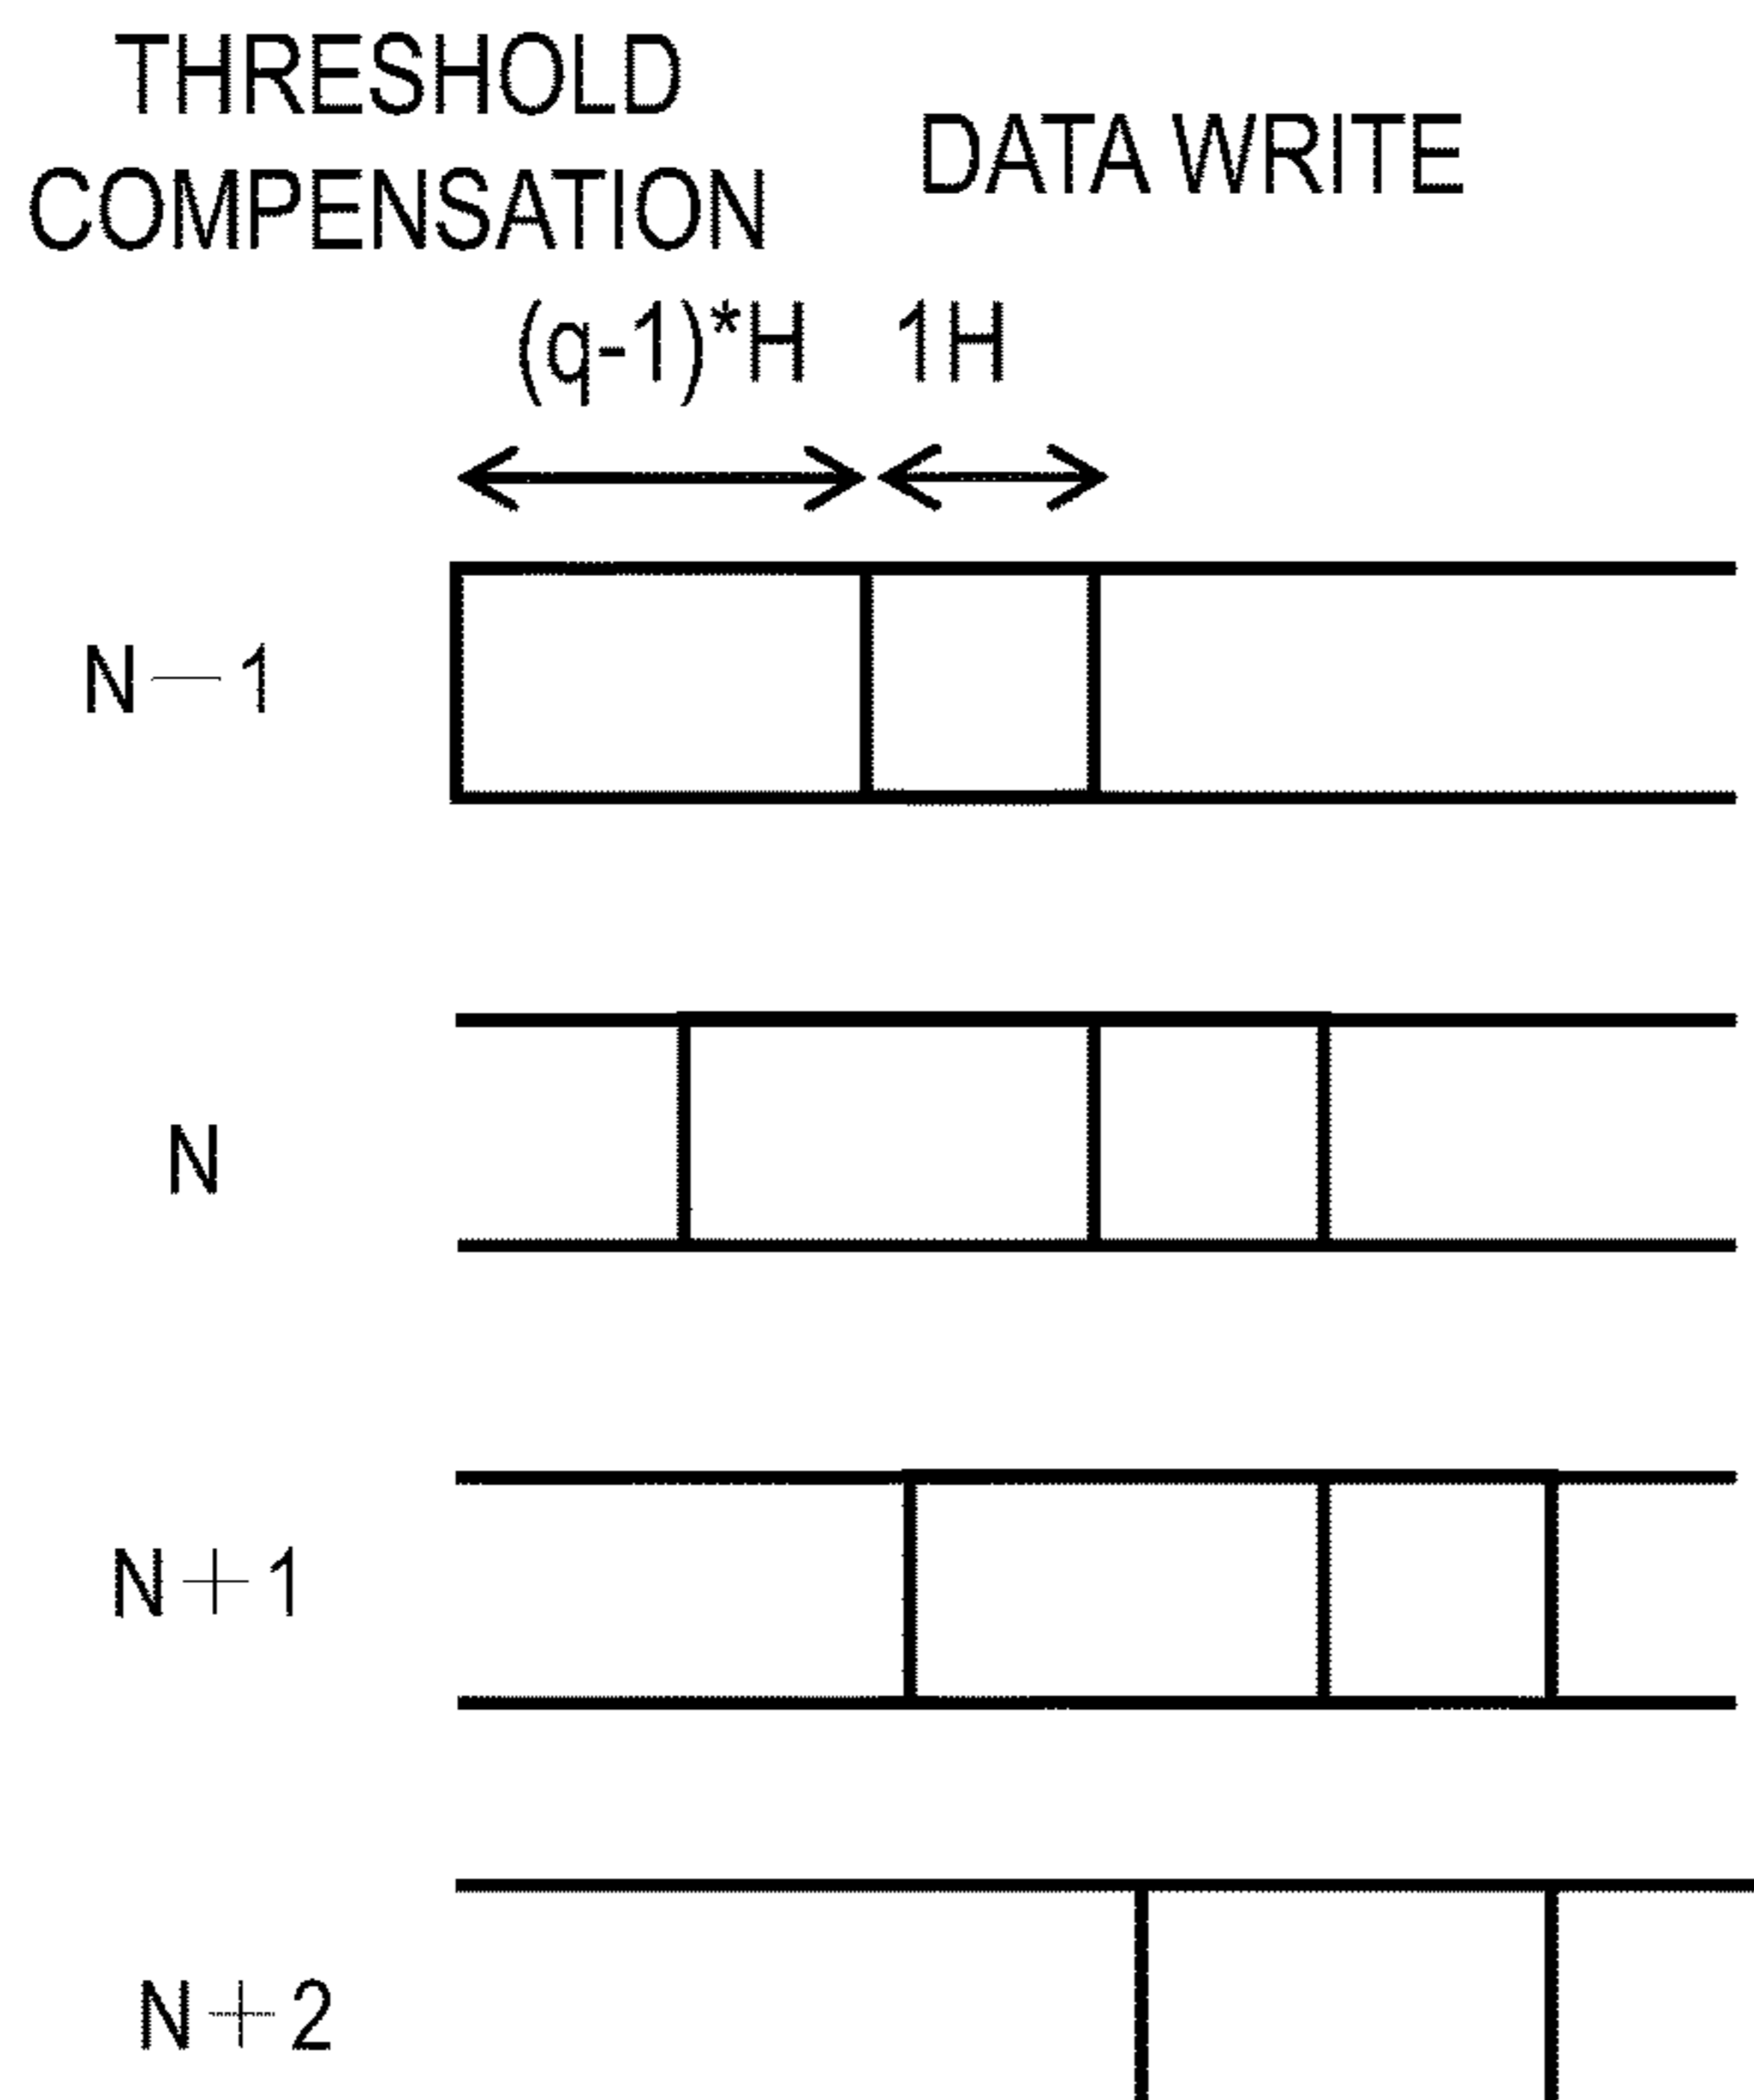 THRESHOLD
COMPENSATION
DATA WRITE
(q-1)*H 1H
N—1
N
N+1
N+2